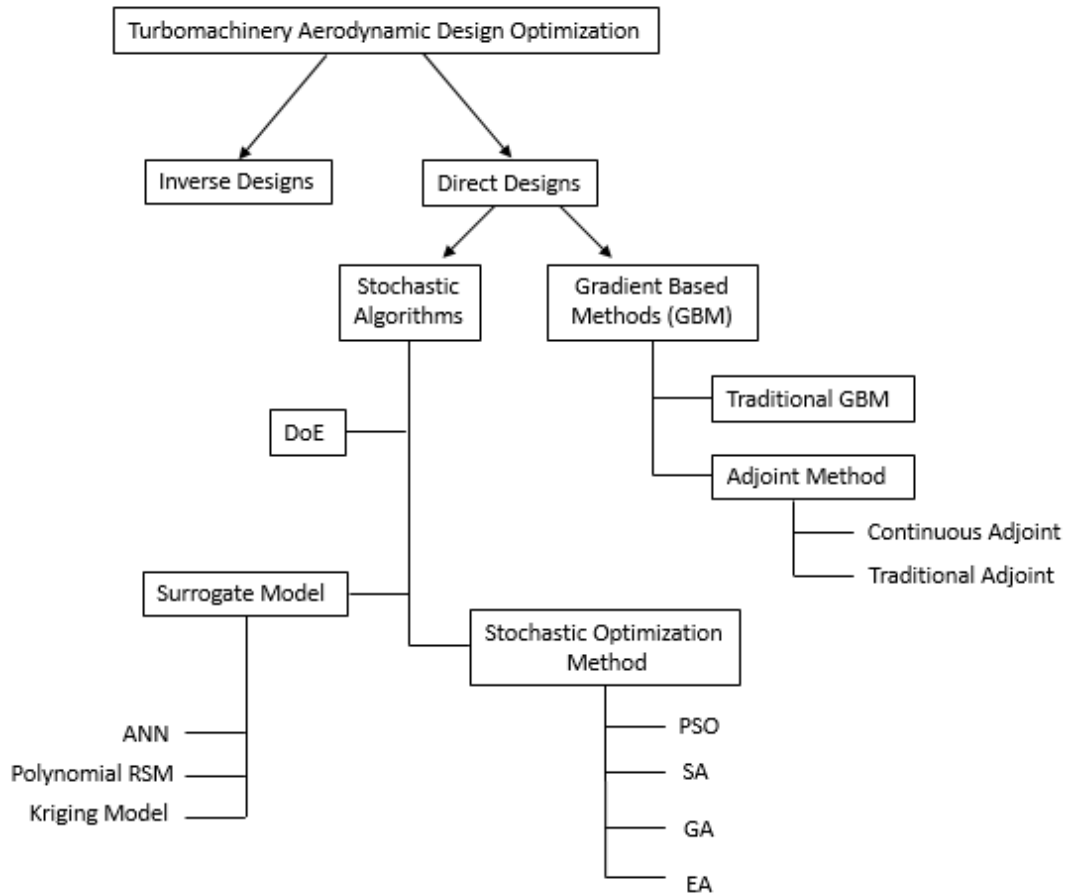 Turbomachinery Aerodynamic Design Optimization
Inverse Designs
Direct Designs
Stochastic
Algorithms
Gradient Based
Methods (GBM)
Traditional GBM
DoE
Adjoint Method
Continuous Adjoint
Traditional Adjoint
Surrogate Model
Stochastic Optimization
Method
ANN
Polynomial RSM
Kriging Model
PSO
SA
GA
EA